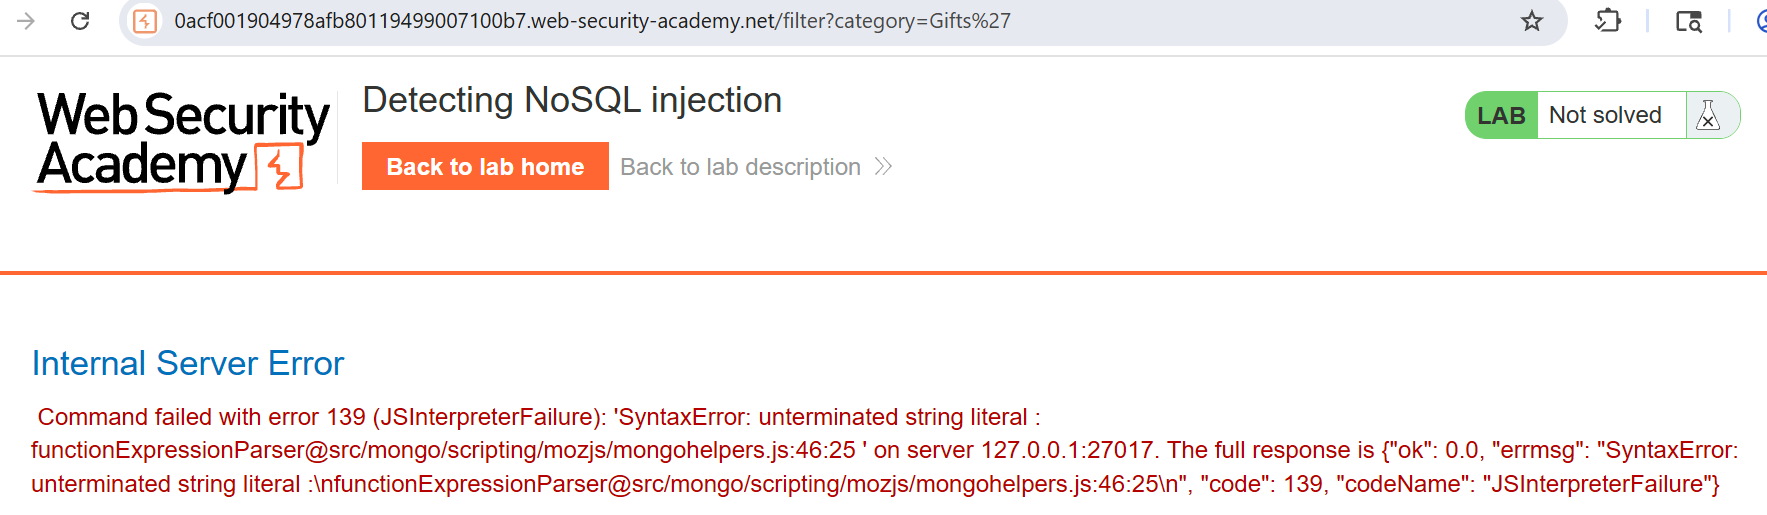 0acf001904978afb80119499007100b7.web-security-academy.net/filter?category=Gifts%27
Web Security
Academy
Detecting NoSQL injection
Back to lab home
Back to lab description
LAB
Not solved
Internal Server Error
Command failed with error 139 (JSInterpreterFailure): 'SyntaxError: unterminated string literal :
functionExpressionParser@src/mongo/scripting/mozjs/mongohelpers.js:46:25 ' on server 127.0.0.1:27017. The full response is {"ok": 0.0, "errmsg": "SyntaxError:
unterminated string literal :\nfunctionExpressionParser@src/mongo/scripting/mozjs/mongohelpers.js:46:25\n", "code": 139, "codeName": "JSInterpreterFailure"}